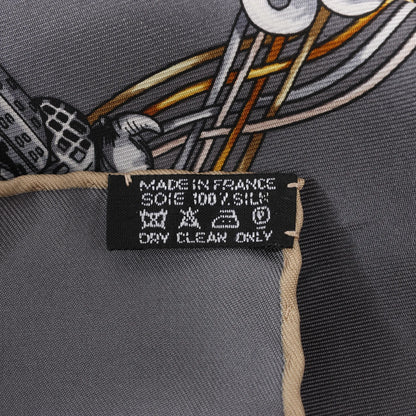 MADE IN FRANCE
SOIE 100% SILK
P
DRY CLEAN ONLY